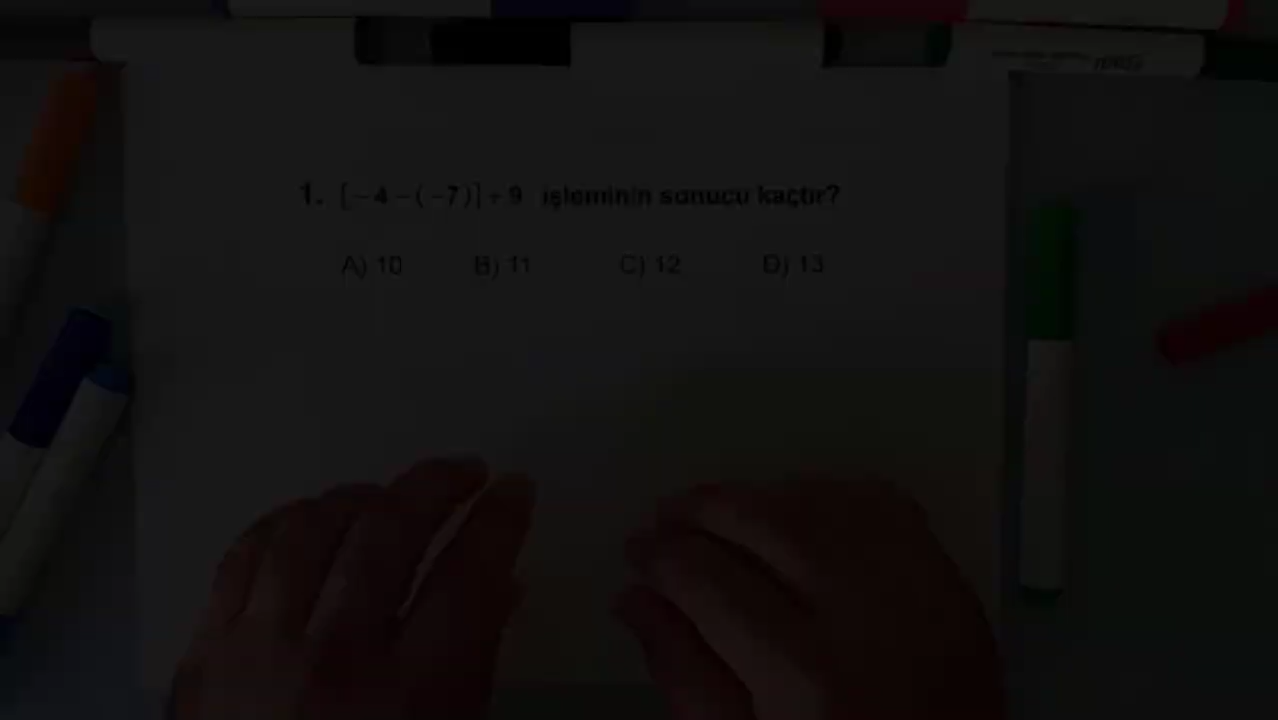 1. [-4-(-7)]+9 işleminin sonucu kaçtır?
A) 10 B) 11 C) 12 D) 13